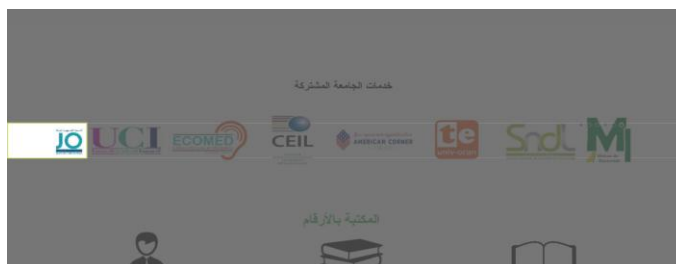 خدمات الجامعة المشتركة
JO UCI ECOMED CEIL AMERICAN CORNER te SndL M
المكتبة بالأرقام